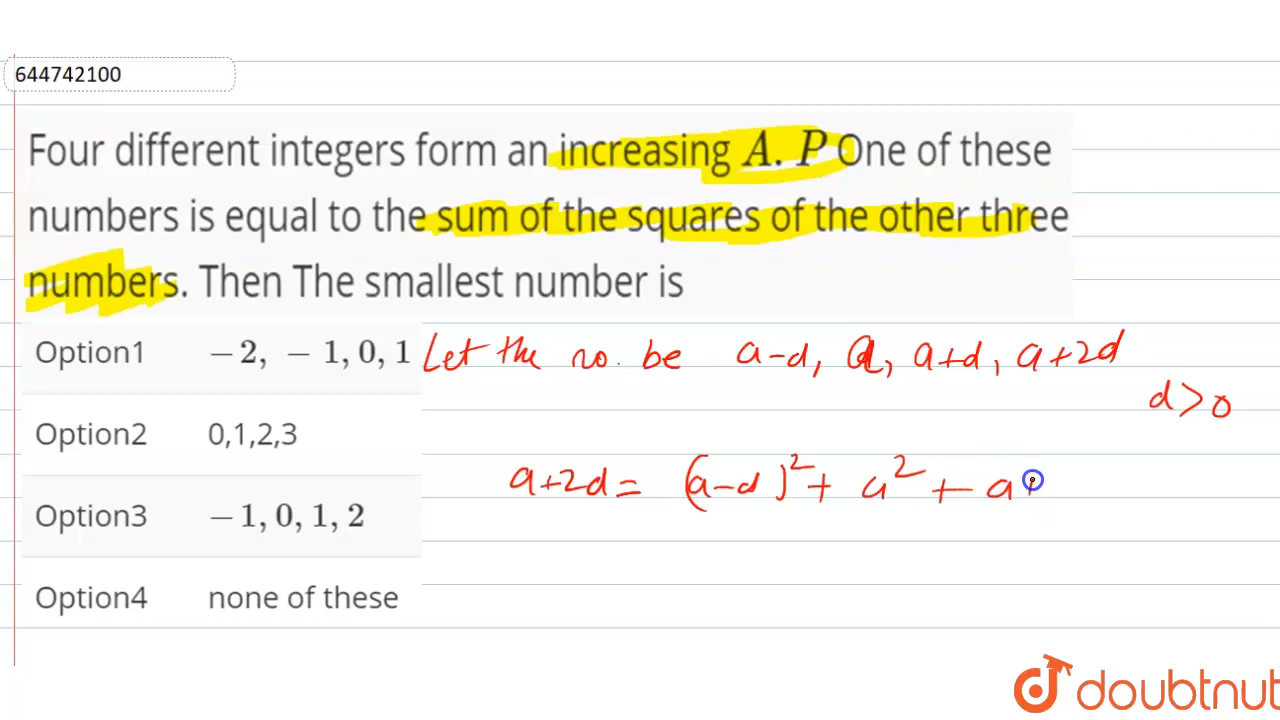 644742100
Four different integers form an increasing A. P One of these
numbers is equal to the sum of the squares of the other three
numbers. Then The smallest number is
Option1 −2, −1, 0, 1
Let the no. be a-d, a, a+d, a+2d
d>0
Option2 0,1,2,3
a+2d = (a-d)² + a² + a
Option3 −1, 0, 1, 2
Option4 none of these
doubtnut